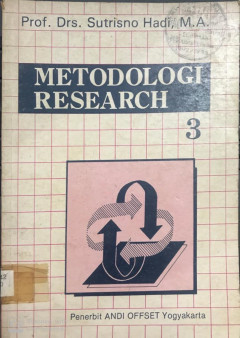 Prof. Drs. Sutrisno Hadi, M.A.
METODOLOGI
RESEARCH
3
Penerbit ANDI OFFSET Yogyakarta